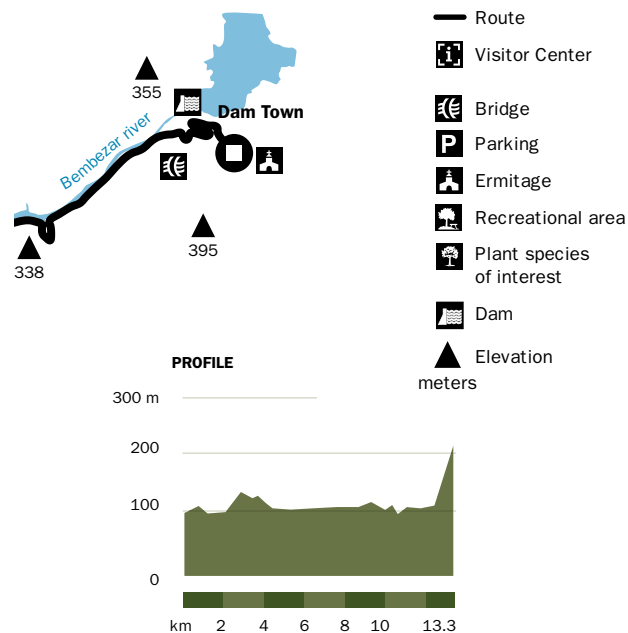 355
Dam Town
Bembezar river
395
338
Route
Visitor Center
Bridge
P
Parking
Ermitage
Recreational area
Plant species
of interest
Dam
Elevation
meters
PROFILE
300 m
200
100
0
km 2 4 6 8 10 13.3